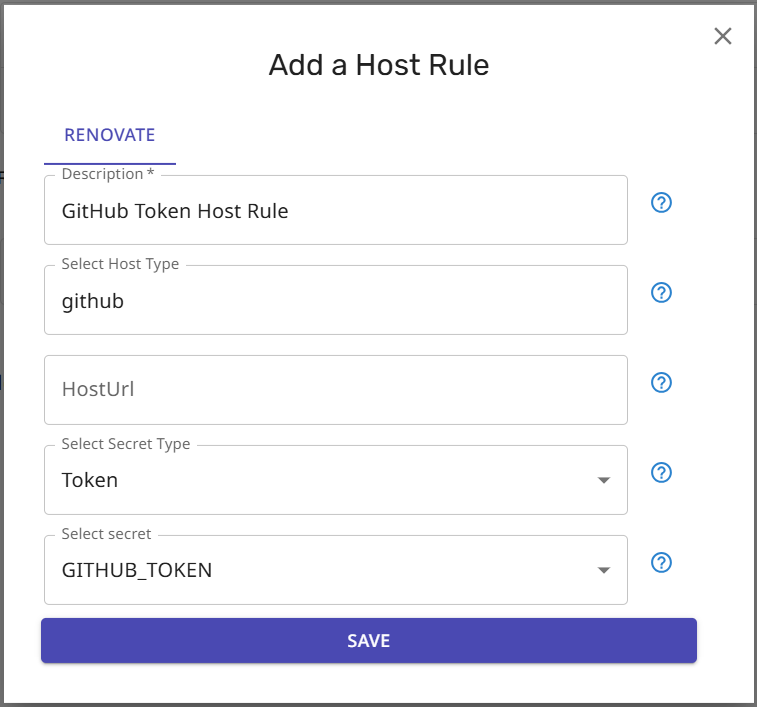 Add a Host Rule
RENOVATE
Description *
GitHub Token Host Rule
Select Host Type
github
HostUrl
Select Secret Type
Token
Select secret
GITHUB_TOKEN
SAVE